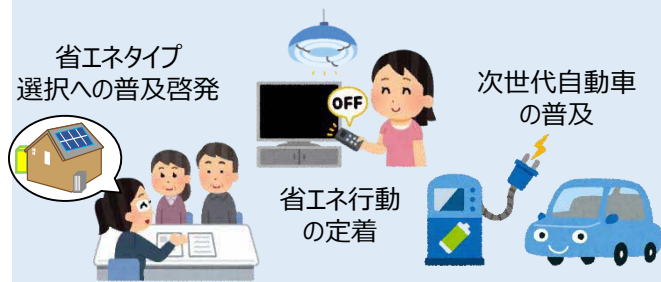 省エネタイプ
選択への普及啓発
OFF
省エネ行動
の定着
次世代自動車
の普及